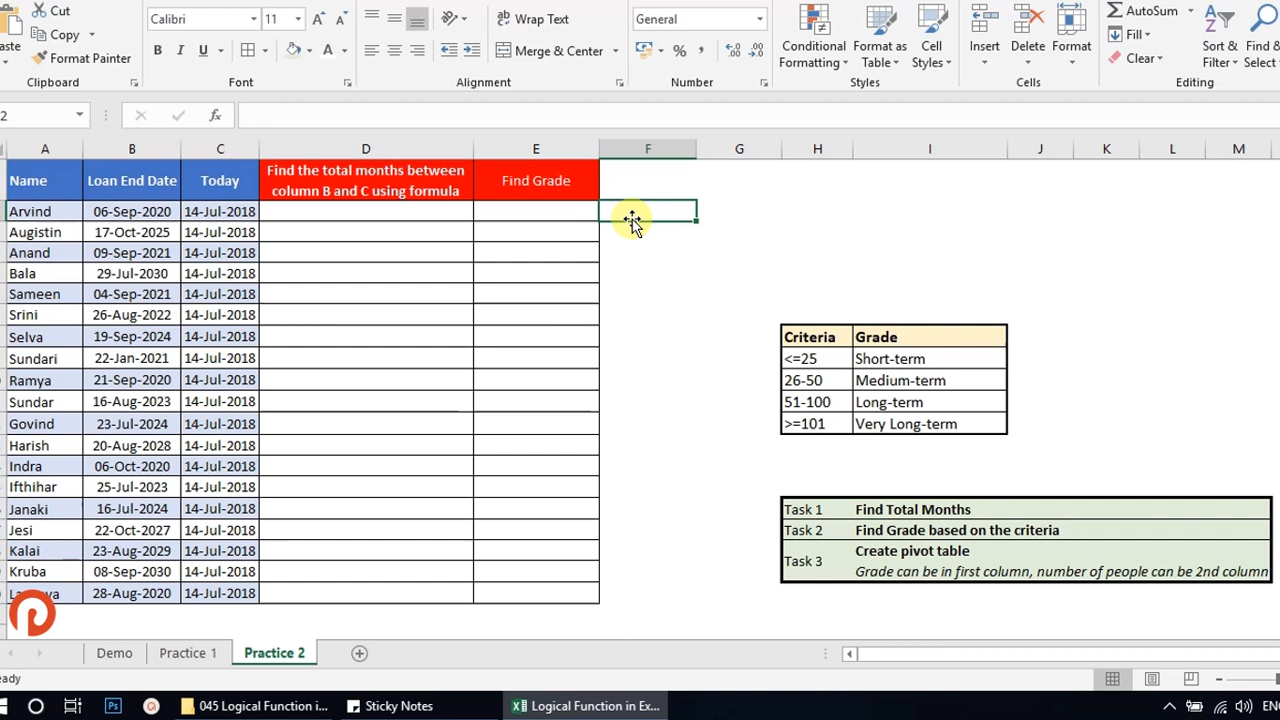 Cut
Copy
Format Painter
Clipboard
Calibri 11
B I U
Font
Wrap Text
Merge & Center
Alignment
General
Number
Conditional Formatting
Format as Table
Cell Styles
Styles
Insert
Delete
Format
Cells
AutoSum
Fill
Clear
Sort & Filter
Find & Select
Editing
2 fx
A B C D E F G H I J K L M
Name Loan End Date Today Find the total months between column B and C using formula Find Grade
Arvind 06-Sep-2020 14-Jul-2018
Augistin 17-Oct-2025 14-Jul-2018
Anand 09-Sep-2021 14-Jul-2018
Bala 29-Jul-2030 14-Jul-2018
Sameen 04-Sep-2021 14-Jul-2018
Srini 26-Aug-2022 14-Jul-2018
Selva 19-Sep-2024 14-Jul-2018
Sundari 22-Jan-2021 14-Jul-2018
Ramya 21-Sep-2020 14-Jul-2018
Sundar 16-Aug-2023 14-Jul-2018
Govind 23-Jul-2024 14-Jul-2018
Harish 20-Aug-2028 14-Jul-2018
Indra 06-Oct-2020 14-Jul-2018
Ifthihar 25-Jul-2023 14-Jul-2018
Janaki 16-Jul-2024 14-Jul-2018
Jesi 22-Oct-2027 14-Jul-2018
Kalai 23-Aug-2029 14-Jul-2018
Kruba 08-Sep-2030 14-Jul-2018
28-Aug-2020 14-Jul-2018
Criteria Grade
<=25 Short-term
26-50 Medium-term
51-100 Long-term
>=101 Very Long-term
Task 1 Find Total Months
Task 2 Find Grade based on the criteria
Task 3 Create pivot table
Grade can be in first column, number of people can be 2nd column
Demo Practice 1 Practice 2
eady
045 Logical Function i... Sticky Notes Logical Function in Ex...